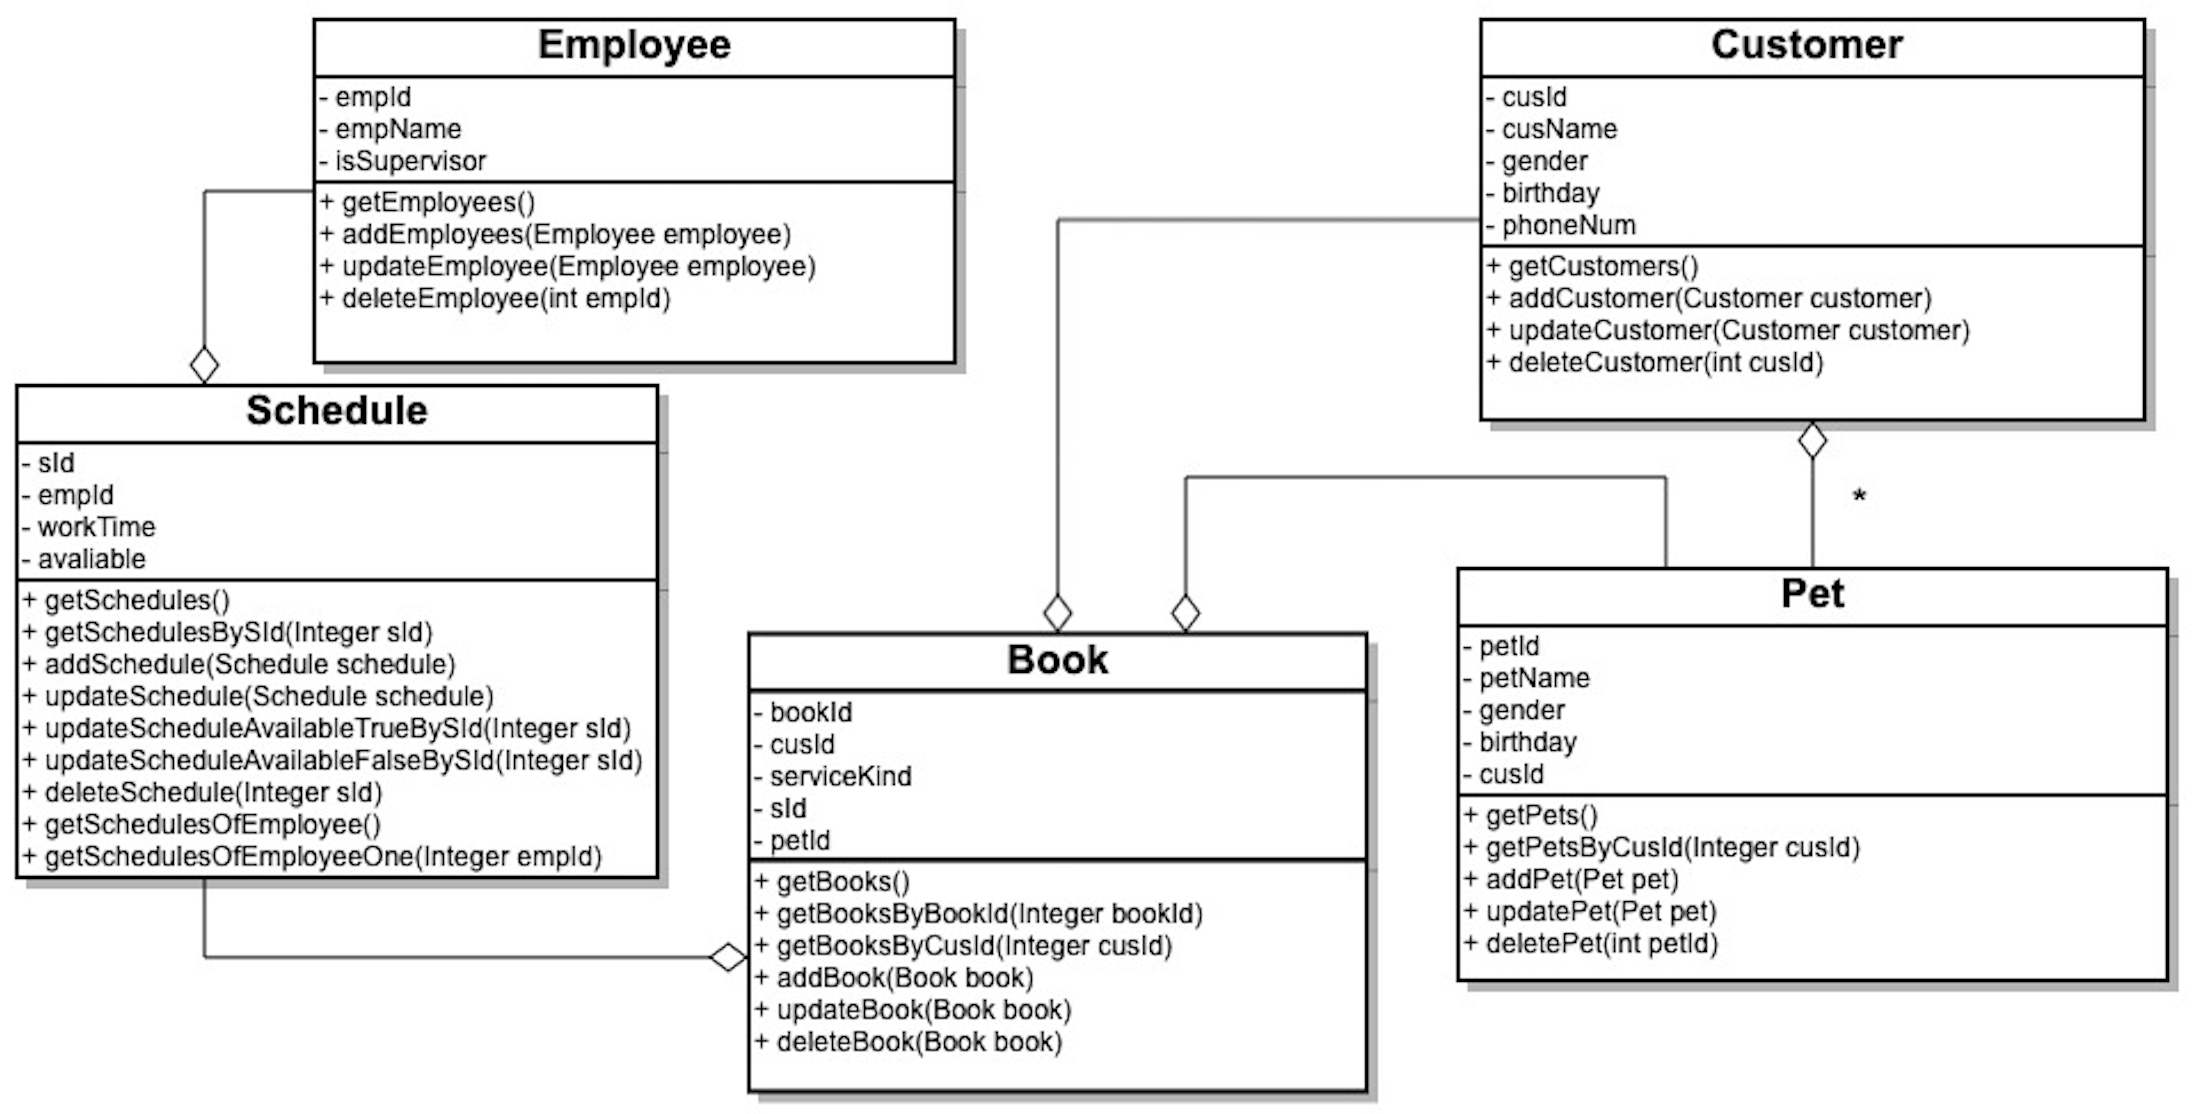 Employee
- empId
- empName
- isSupervisor
+ getEmployees()
+ addEmployees(Employee employee)
+ updateEmployee(Employee employee)
+ deleteEmployee(int empId)
Customer
- cusId
- cusName
- gender
- birthday
- phoneNum
+ getCustomers()
+ addCustomer(Customer customer)
+ updateCustomer(Customer customer)
+ deleteCustomer(int cusId)
*
Schedule
- sId
- empId
- workTime
- avaliable
+ getSchedules()
+ getSchedulesBySId(Integer sId)
+ addSchedule(Schedule schedule)
+ updateSchedule(Schedule schedule)
+ updateScheduleAvailableTrueBySId(Integer sId)
+ updateScheduleAvailableFalseBySId(Integer sId)
+ deleteSchedule(Integer sId)
+ getSchedulesOfEmployee()
+ getSchedulesOfEmployeeOne(Integer empId)
Book
- bookId
- cusId
- serviceKind
- sId
- petId
+ getBooks()
+ getBooksByBookId(Integer bookId)
+ getBooksByCusId(Integer cusId)
+ addBook(Book book)
+ updateBook(Book book)
+ deleteBook(Book book)
Pet
- petId
- petName
- gender
- birthday
- cusId
+ getPets()
+ getPetsByCusId(Integer cusId)
+ addPet(Pet pet)
+ updatePet(Pet pet)
+ deletePet(int petId)